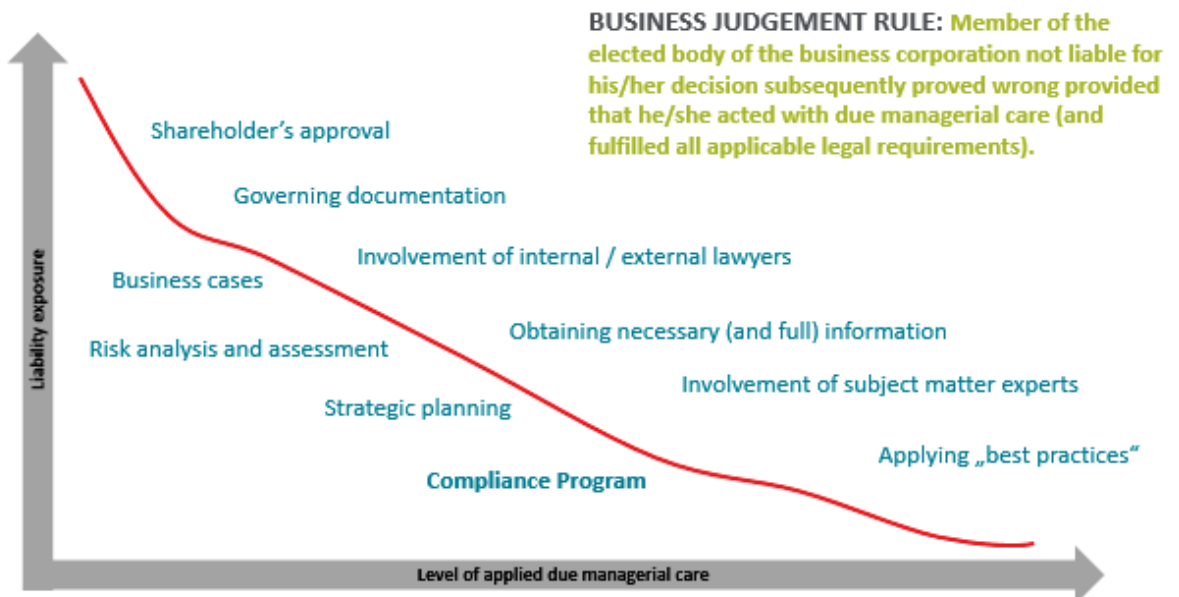 BUSINESS JUDGEMENT RULE: Member of the
elected body of the business corporation not liable for
his/her decision subsequently proved wrong provided
that he/she acted with due managerial care (and
fulfilled all applicable legal requirements).
Shareholder’s approval
Governing documentation
Involvement of internal / external lawyers
Business cases
Obtaining necessary (and full) information
Risk analysis and assessment
Involvement of subject matter experts
Strategic planning
Applying „best practices“
Compliance Program
Liability exposure
Level of applied due managerial care